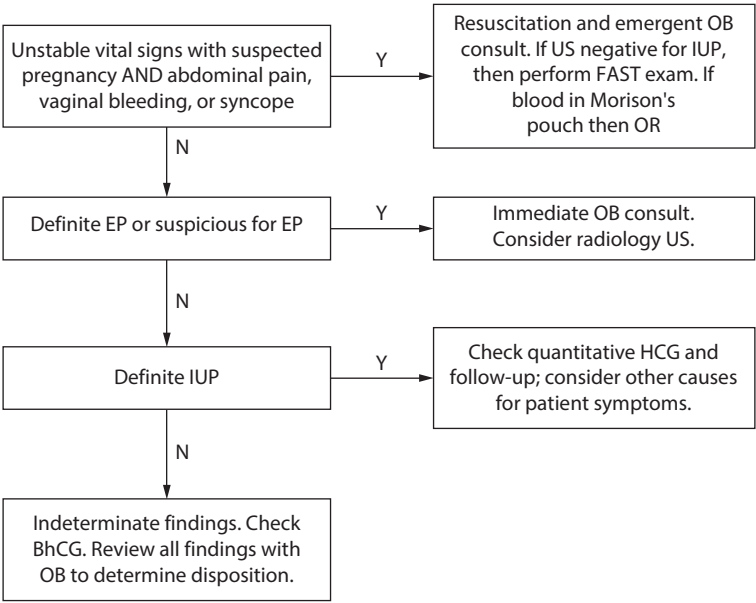 Unstable vital signs with suspected
pregnancy AND abdominal pain,
vaginal bleeding, or syncope
Y
Resuscitation and emergent OB
consult. If US negative for IUP,
then perform FAST exam. If
blood in Morison's
pouch then OR
N
Definite EP or suspicious for EP
Y
Immediate OB consult.
Consider radiology US.
N
Definite IUP
Y
Check quantitative HCG and
follow-up; consider other causes
for patient symptoms.
N
Indeterminate findings. Check
BhCG. Review all findings with
OB to determine disposition.